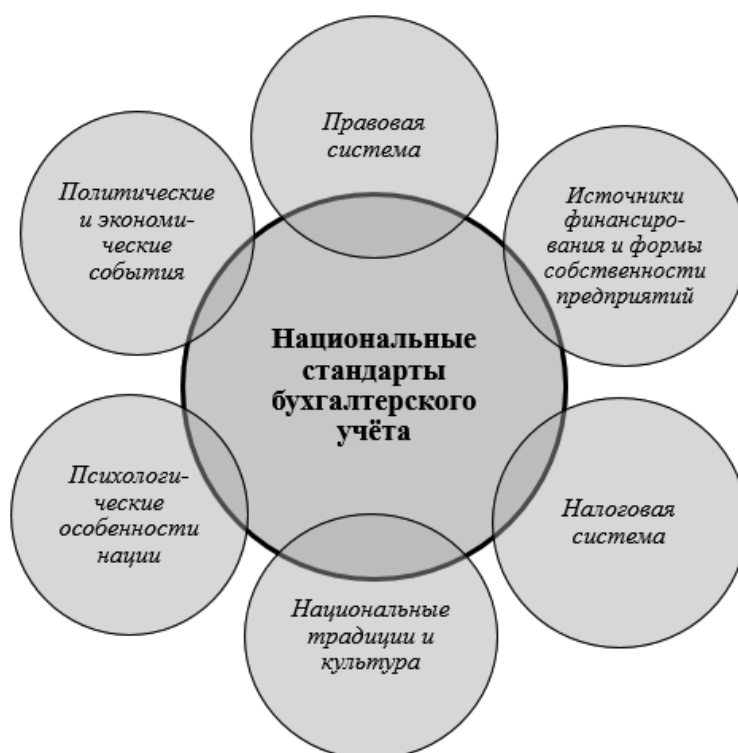 Правовая
система
Политические
и экономи-
ческие
события
Источники
финансиро-
вания и формы
собственности
предприятий
Национальные
стандарты
бухгалтерского
учёта
Психологи-
ческие
особенности
нации
Налоговая
система
Национальные
традиции и
культура